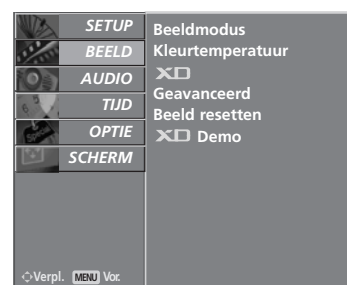 SETUP
BEELD
AUDIO
TIJD
OPTIE
SCHERM
Beeldmodus
Kleurtemperatuur
XD
Geavanceerd
Beeld resetten
XD Demo
Verpl. MENU Vor.